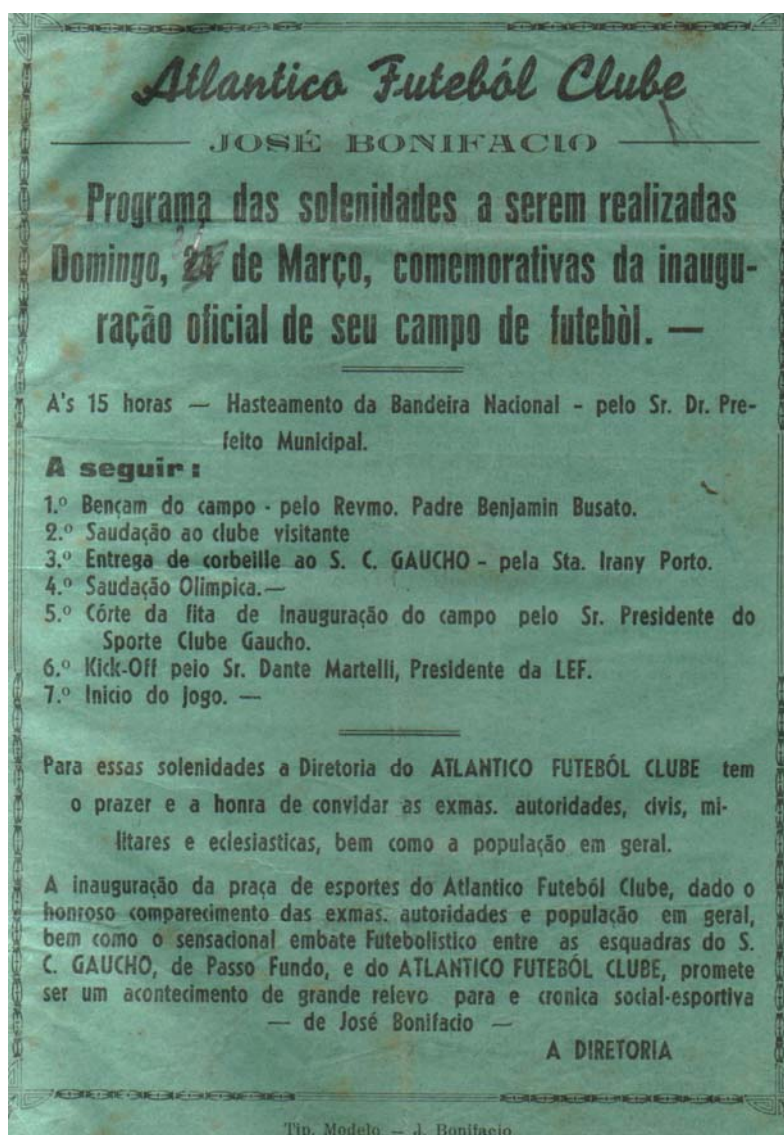 Atlantico Futeból Clube
JOSÉ BONIFACIO
Programa das solenidades a serem realizadas
Domingo, de Março, comemorativas da inaugu-
ração oficial de seu campo de futebòl. —
A's 15 horas — Hasteamento da Bandeira Nacional - pelo Sr. Dr. Pre-
feito Municipal.
A seguir:
1.º Bençam do campo - pelo Revmo. Padre Benjamin Busato.
2.º Saudação ao clube visitante
3.º Entrega de corbeille ao S. C. GAUCHO - pela Sta. Irany Porto.
4.º Saudação Olimpica.—
5.º Córte da fita de Inauguração do campo pelo Sr. Presidente do
Sporte Clube Gaucho.
6.º Kick-Off pelo Sr. Dante Martelli, Presidente da LEF.
7.º Inicio do Jogo. —
Para essas solenidades a Diretoria do ATLANTICO FUTEBÓL CLUBE tem
o prazer e a honra de convidar as exmas. autoridades, civis, mi-
litares e eclesiasticas, bem como a população em geral.
A inauguração da praça de esportes do Atlantico Futeból Clube, dado o
honroso comparecimento das exmas. autoridades e população em geral,
bem como o sensacional embate Futebolistico entre as esquadras do S.
C. GAUCHO, de Passo Fundo, e do ATLANTICO FUTEBÓL CLUBE, promete
ser um acontecimento de grande relevo para e cronica social-esportiva
— de José Bonifacio —
A DIRETORIA
Tip. Modelo — J. Bonifacio